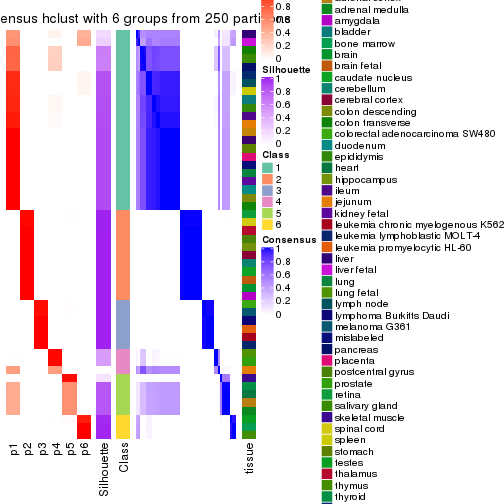 ensus hclust with 6 groups from 250 parti
0.8
0.6
0.4
0.2
0
Silhouette
1
0.8
0.6
0.4
0.2
0
Class
1
2
3
4
5
6
Consensus
1
0.8
0.6
0.4
0.2
0
adrenal medulla
amygdala
bladder
bone marrow
brain
brain fetal
caudate nucleus
cerebellum
cerebral cortex
colon descending
colon transverse
colorectal adenocarcinoma SW480
duodenum
epididymis
heart
hippocampus
ileum
jejunum
kidney fetal
leukemia chronic myelogenous K562
leukemia lymphoblastic MOLT-4
leukemia promyelocytic HL-60
liver
liver fetal
lung
lung fetal
lymph node
lymphoma Burkitts Daudi
melanoma G361
mislabeled
pancreas
placenta
postcentral gyrus
prostate
retina
salivary gland
skeletal muscle
spinal cord
spleen
stomach
testes
thalamus
thymus
thyroid
p1
p2
p3
p4
p5
p6
Silhouette
Class
tissue